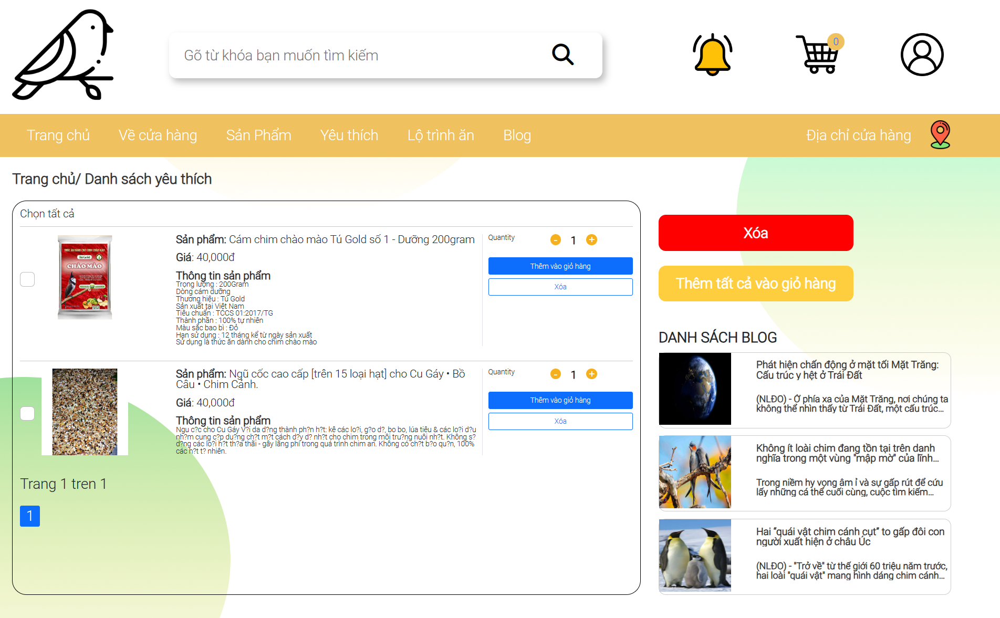 Gõ từ khóa bạn muốn tìm kiếm
0
Trang chủ
Về cửa hàng
Sản Phẩm
Yêu thích
Lộ trình ăn
Blog
Địa chỉ cửa hàng
Trang chủ/ Danh sách yêu thích
Chọn tất cả
Tú Gold
1
CHÀO MÀO
Sản phẩm: Cám chim chào mào Tú Gold số 1 - Dưỡng 200gram
Giá: 40,000đ
Thông tin sản phẩm
Trọng lượng : 200Gram
Dòng cám dưỡng
Thương hiệu : Tú Gold
Sản xuất tại Việt Nam
Tiêu chuẩn : TCCS 01:2017/TG
Thành phần : 100% tự nhiên
Màu sắc bao bì : Đỏ
Hạn sử dụng : 12 tháng kể từ ngày sản xuất
Sử dụng là thức ăn dành cho chim chào mào
Quantity
- 1 +
Thêm vào giỏ hàng
Xóa
Sản phẩm: Ngũ cốc cao cấp [trên 15 loại hạt] cho Cu Gáy • Bồ
Câu • Chim Cảnh.
Giá: 40,000đ
Thông tin sản phẩm
Ngu c?c cho Cu Gáy V?i da d?ng thành ph?n h?t: kê các lo?i, g?o d?, bo bo, lúa tiêu & các lo?i d?u
nh?m cung c?p du?ng ch?t m?t cách d?y d? nh?t cho chim trong môi tru?ng nuôi nh?t. Không s?
d?ng các lo?i h?t th?a thãi - gây lãng phí trong quá trình chim an. Không có ch?t b?o qu?n, 100%
các h?t t? nhiên.
Quantity
- 1 +
Thêm vào giỏ hàng
Xóa
Trang 1 tren 1
1
Xóa
Thêm tất cả vào giỏ hàng
DANH SÁCH BLOG
Phát hiện chấn động ở mặt tối Mặt Trăng:
Cấu trúc y hệt ở Trái Đất
(NLĐO) - Ở phía xa của Mặt Trăng, nơi chúng ta
không thể nhìn thấy từ Trái Đất, một cấu trúc...
Không ít loài chim đang tồn tại trên danh
nghĩa trong một vùng "mập mờ" của lĩnh...
Trong niềm hy vọng âm ỉ và sự gấp rút để cứu
lấy những cá thể cuối cùng, cuộc tìm kiếm...
Hai “quái vật chim cánh cụt” to gấp đôi con
người xuất hiện ở châu Úc
(NLĐO) - "Trở về" từ thế giới 60 triệu năm trước,
hai loài "quái vật" mang hình dáng chim cánh...